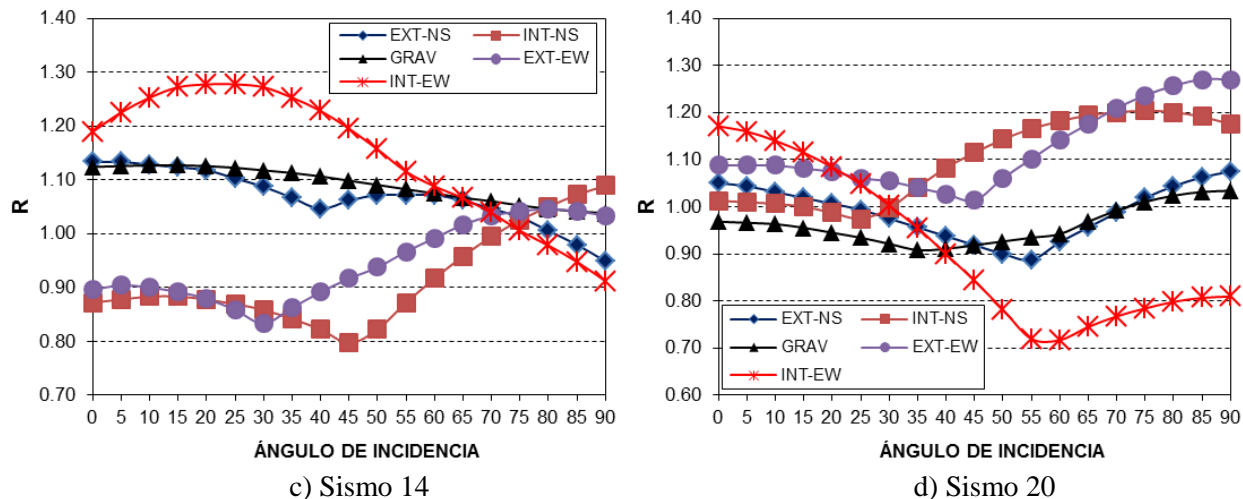 1.40
1.30
1.20
1.10
1.00
0.90
0.80
0.70
R
EXT-NS INT-NS
GRAV EXT-EW
INT-EW
0 5 10 15 20 25 30 35 40 45 50 55 60 65 70 75 80 85 90
ÁNGULO DE INCIDENCIA
c) Sismo 14
1.40
1.30
1.20
1.10
1.00
0.90
0.80
0.70
0.60
R
EXT-NS INT-NS
GRAV EXT-EW
INT-EW
0 5 10 15 20 25 30 35 40 45 50 55 60 65 70 75 80 85 90
ÁNGULO DE INCIDENCIA
d) Sismo 20